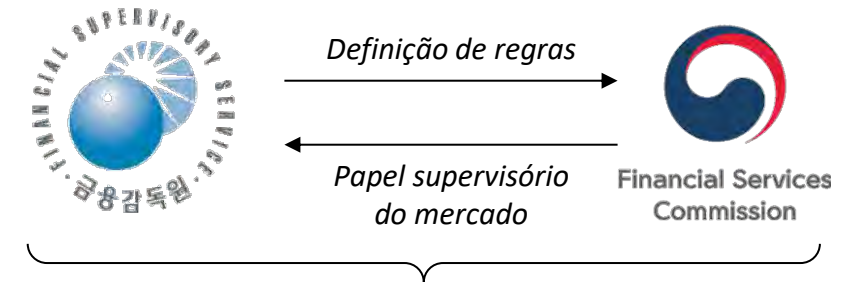 · FINANCIAL SUPERVISORY SERVICE ·
금융감독원
Definição de regras
Papel supervisório
do mercado
Financial Services
Commission